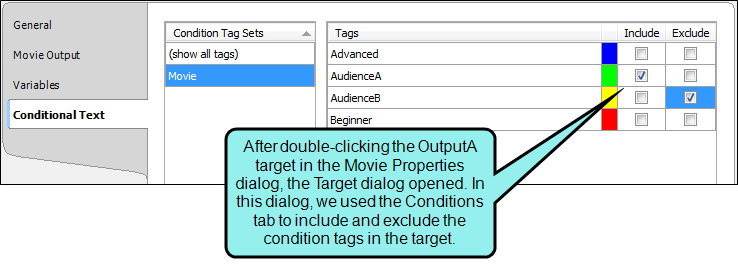 General
Movie Output
Variables
Conditional Text
Condition Tag Sets
(show all tags)
Movie
Tags Include Exclude
Advanced
AudienceA
AudienceB
Beginner
After double-clicking the OutputA
target in the Movie Properties
dialog, the Target dialog opened. In
this dialog, we used the Conditions
tab to include and exclude the
condition tags in the target.